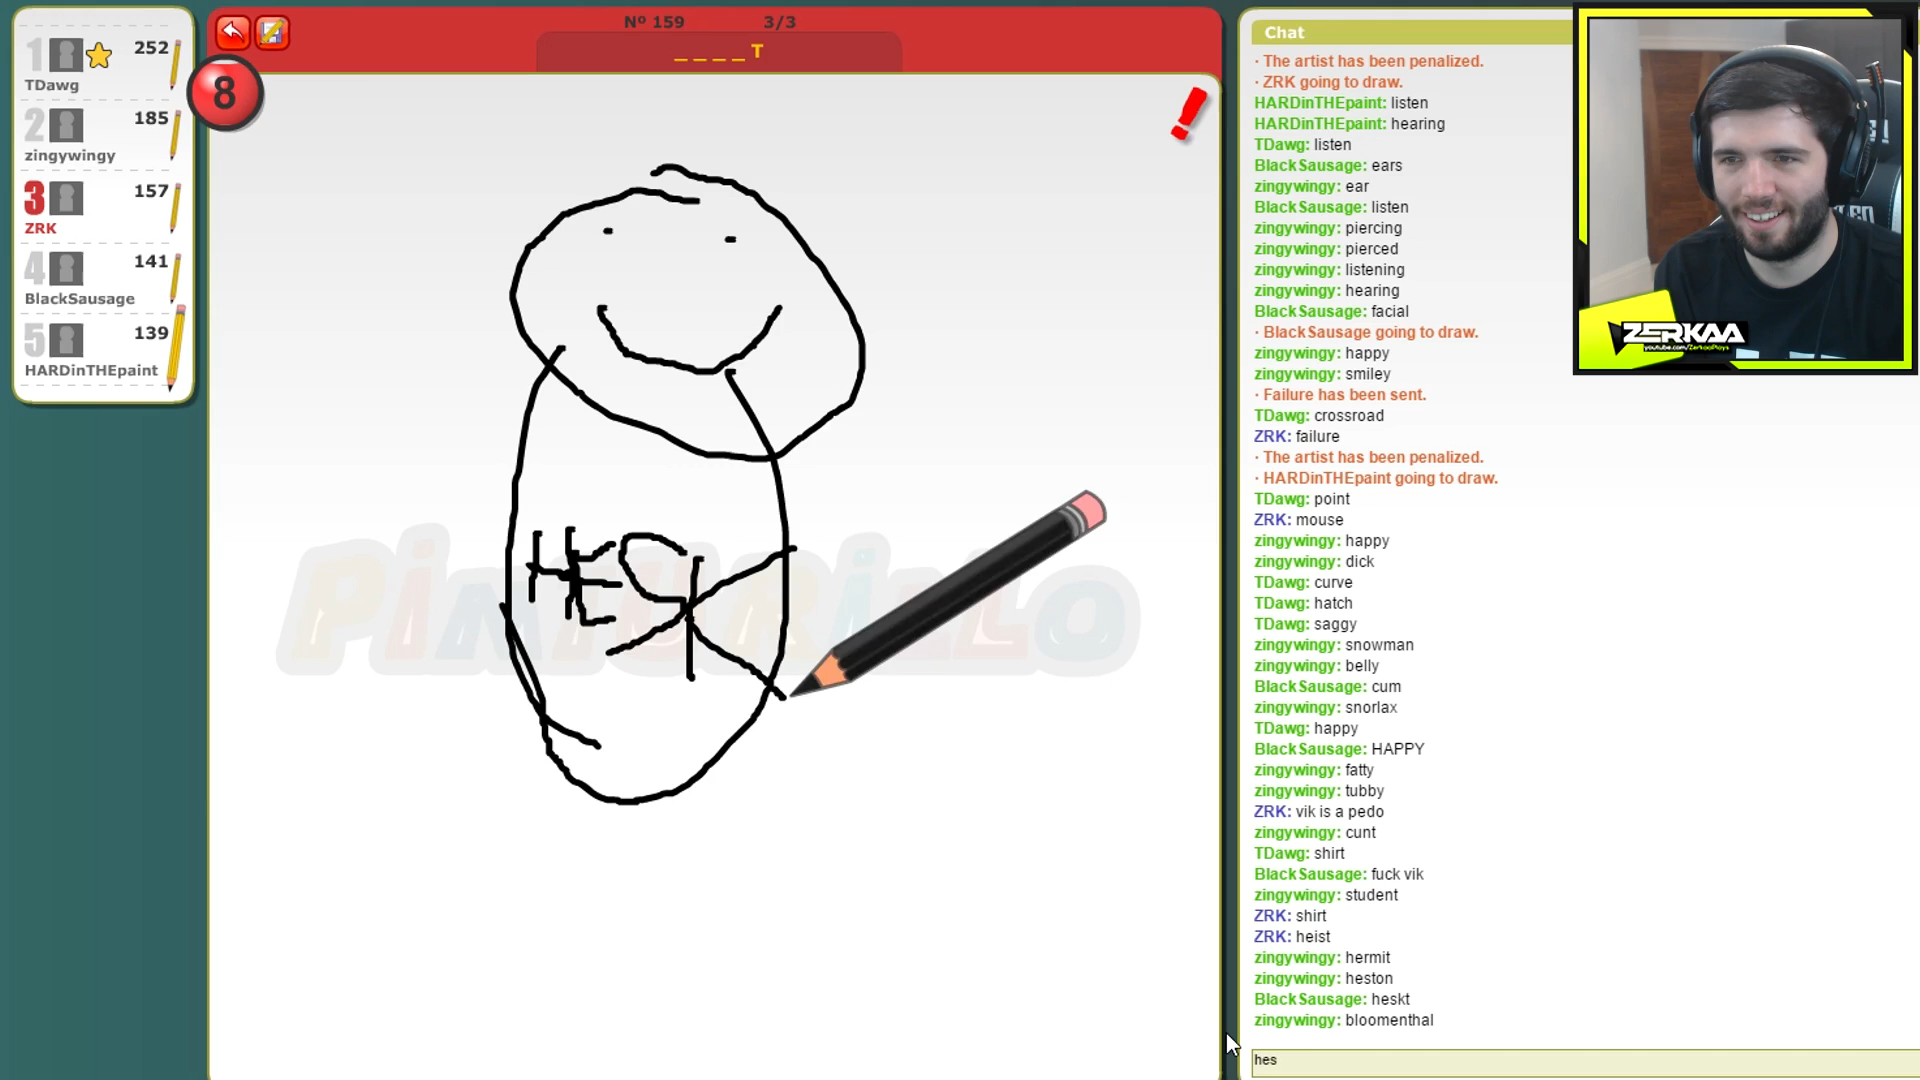 Nº 159 3/3
_ _ _ _ T
8
1 252
TDawg
2 185
zingywingy
3 157
ZRK
4 141
BlackSausage
5 139
HARDinTHEpaint
PiNTURiLLO
Chat
· The artist has been penalized.
· ZRK going to draw.
HARDinTHEpaint: listen
HARDinTHEpaint: hearing
TDawg: listen
BlackSausage: ears
zingywingy: ear
BlackSausage: listen
zingywingy: piercing
zingywingy: pierced
zingywingy: listening
zingywingy: hearing
BlackSausage: facial
· BlackSausage going to draw.
zingywingy: happy
zingywingy: smiley
· Failure has been sent.
TDawg: crossroad
ZRK: failure
· The artist has been penalized.
· HARDinTHEpaint going to draw.
TDawg: point
ZRK: mouse
zingywingy: happy
zingywingy: dick
TDawg: curve
TDawg: hatch
TDawg: saggy
zingywingy: snowman
zingywingy: belly
BlackSausage: cum
zingywingy: snorlax
TDawg: happy
BlackSausage: HAPPY
zingywingy: fatty
zingywingy: tubby
ZRK: vik is a pedo
zingywingy: cunt
TDawg: shirt
BlackSausage: fuck vik
zingywingy: student
ZRK: shirt
ZRK: heist
zingywingy: hermit
zingywingy: heston
BlackSausage: heskt
zingywingy: bloomenthal
hes
ZERKAA
youtube.com/ZerkaaPlays